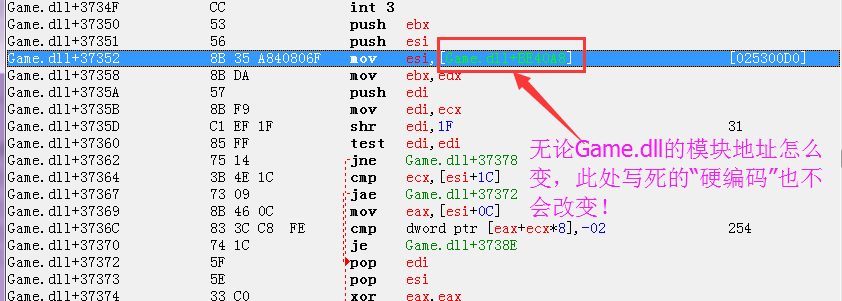 Game.dll+3734F CC int 3
Game.dll+37350 53 push ebx
Game.dll+37351 56 push esi
Game.dll+37352 8B 35 A840806F mov esi, [025300D0]
Game.dll+37358 8B DA mov ebx,edx
Game.dll+3735A 57 push edi
Game.dll+3735B 8B F9 mov edi,ecx
Game.dll+3735D C1 EF 1F shr edi,1F 31
Game.dll+37360 85 FF test edi,edi
Game.dll+37362 75 14 jne Game.dll+37378
Game.dll+37364 3B 4E 1C cmp ecx,[esi+1C]
Game.dll+37367 73 09 jae Game.dll+37372
Game.dll+37369 8B 46 0C mov eax,[esi+0C]
Game.dll+3736C 83 3C C8 FE cmp dword ptr [eax+ecx*8],-02 254
Game.dll+37370 74 1C je Game.dll+3738E
Game.dll+37372 5F pop edi
Game.dll+37373 5E pop esi
Game.dll+37374 33 C0 xor eax,eax
无论Game.dll的模块地址怎么
变，此处写死的“硬编码”也不
会改变！